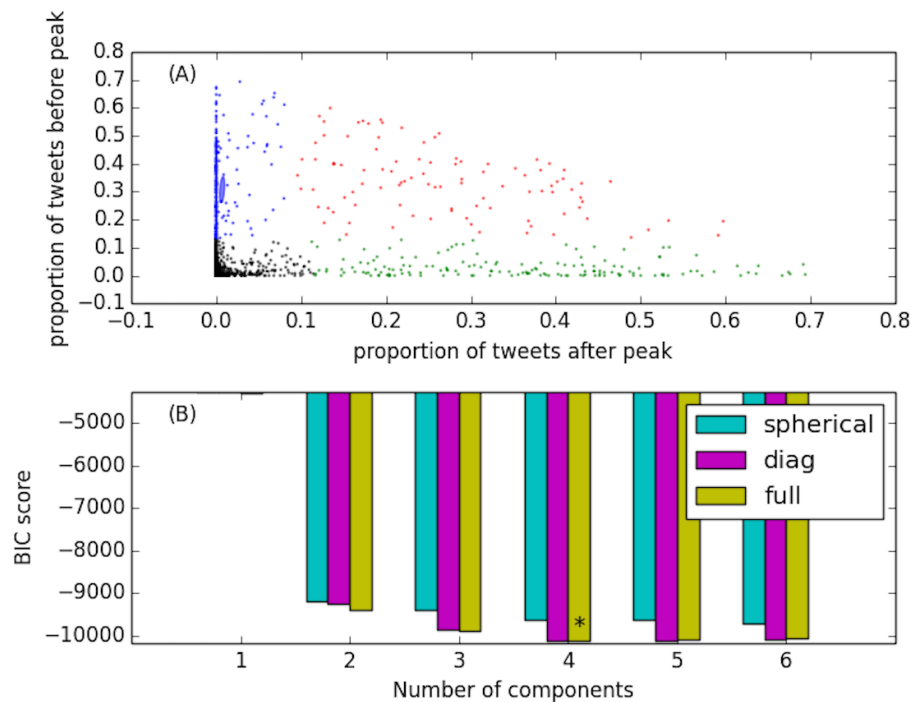 (A)
proportion of tweets before peak
0.8
0.7
0.6
0.5
0.4
0.3
0.2
0.1
0.0
−0.1
−0.1 0.0 0.1 0.2 0.3 0.4 0.5 0.6 0.7 0.8
proportion of tweets after peak
(B)
BIC score
−5000
−6000
−7000
−8000
−9000
−10000
spherical
diag
full
*
1 2 3 4 5 6
Number of components